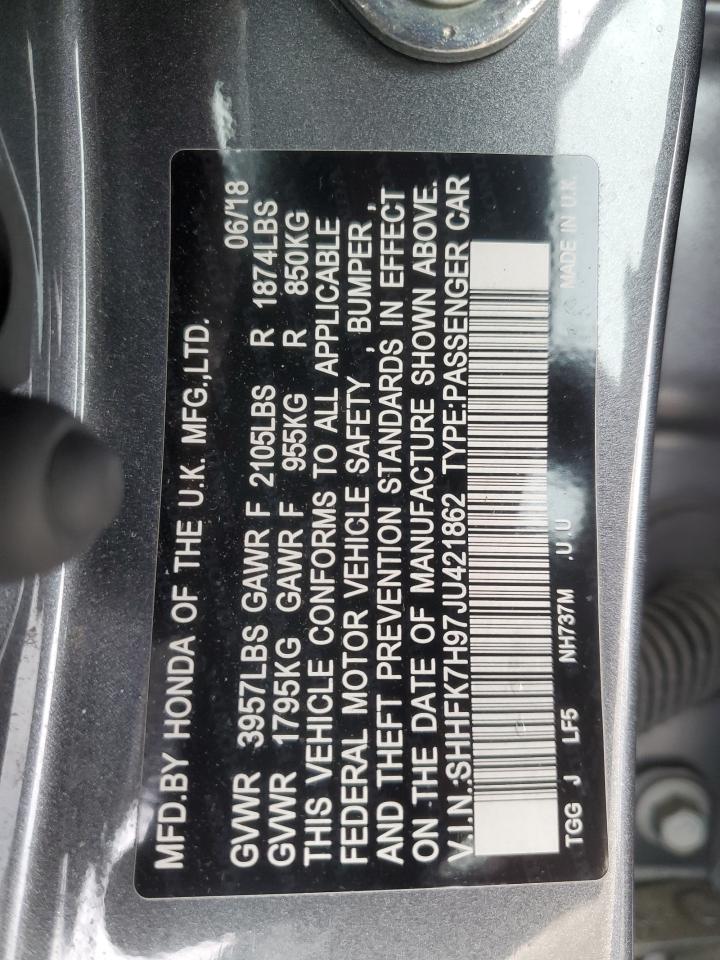 MFD.BY HONDA OF THE U.K. MFG.,LTD. 06/18
GVWR 3957LBS GAWR F 2105LBS R 1874LBS
GVWR 1795KG GAWR F 955KG R 850KG
THIS VEHICLE CONFORMS TO ALL APPLICABLE
FEDERAL MOTOR VEHICLE SAFETY , BUMPER ,
AND THEFT PREVENTION STANDARDS IN EFFECT
ON THE DATE OF MANUFACTURE SHOWN ABOVE.
V.I.N.:SHHFK7H97JU421862 TYPE:PASSENGER CAR
TGG J LF5 NH737M ,U ,U MADE IN U.K